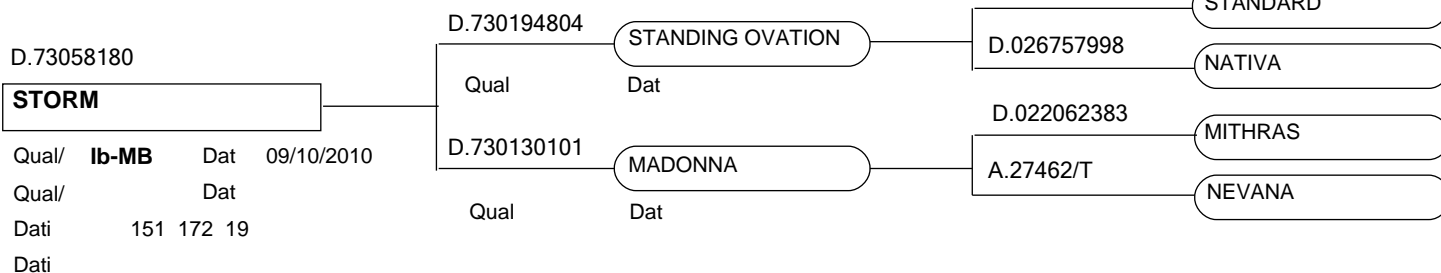 STANDARD
D.730194804
STANDING OVATION
D.026757998
D.73058180
NATIVA
Qual Dat
STORM
D.022062383
MITHRAS
Qual/ Ib-MB Dat 09/10/2010
D.730130101
MADONNA
A.27462/T
Qual/ Dat
NEVANA
Qual Dat
Dati 151 172 19
Dati